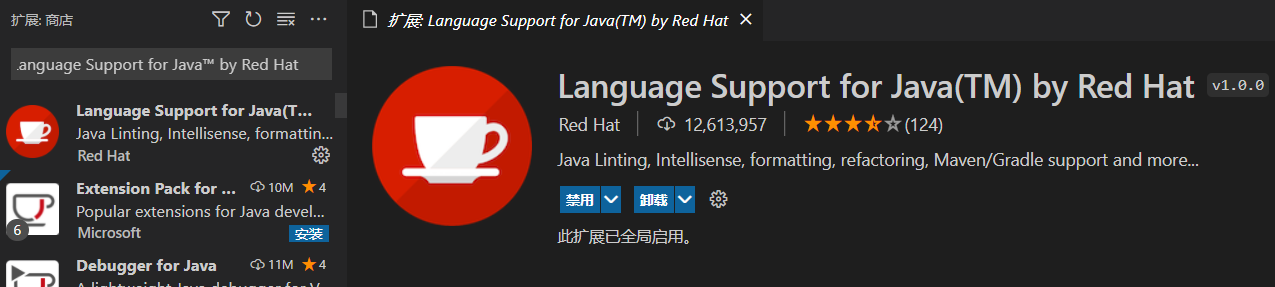 扩展: 商店
.anguage Support for Java™ by Red Hat
Language Support for Java(T...
Java Linting, Intellisense, formattin...
Red Hat
Extension Pack for ... 10M ★4
Popular extensions for Java devel...
6 Microsoft 安装
Debugger for Java 11M ★4
A lightweight Java debugger for V...
扩展: Language Support for Java(TM) by Red Hat
Language Support for Java(TM) by Red Hat v1.0.0
Red Hat 12,613,957 (124)
Java Linting, Intellisense, formatting, refactoring, Maven/Gradle support and more...
禁用 卸载
此扩展已全局启用。